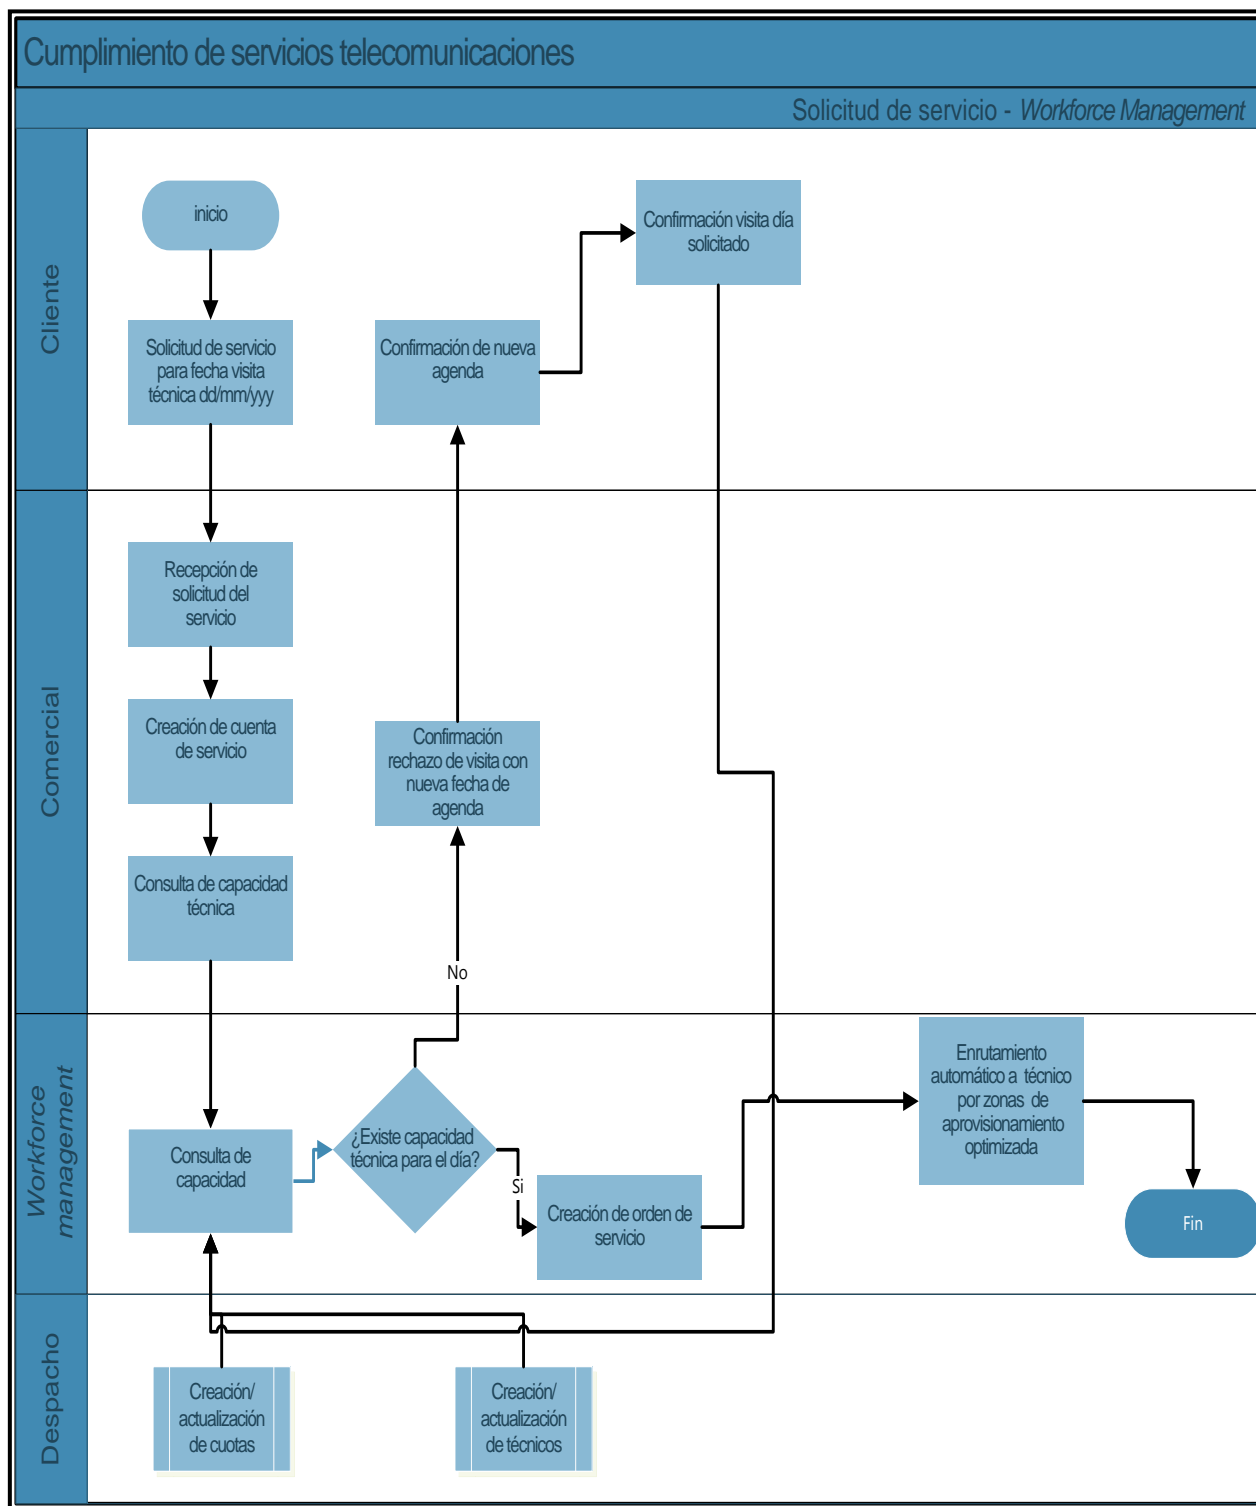 Cumplimiento de servicios telecomunicaciones
Solicitud de servicio - Workforce Management
Cliente
inicio
Solicitud de servicio
para fecha visita
técnica dd/mm/yyy
Confirmación de nueva
agenda
Confirmación visita día
solicitado
Comercial
Recepción de
solicitud del
servicio
Creación de cuenta
de servicio
Consulta de capacidad
técnica
Confirmación
rechazo de visita con
nueva fecha de
agenda
No
Workforce
management
Consulta de
capacidad
¿Existe capacidad
técnica para el día?
Si
Creación de orden de
servicio
Enrutamiento
automático a técnico
por zonas de
aprovisionamiento
optimizada
Fin
Despacho
Creación/
actualización
de cuotas
Creación/
actualización
de técnicos